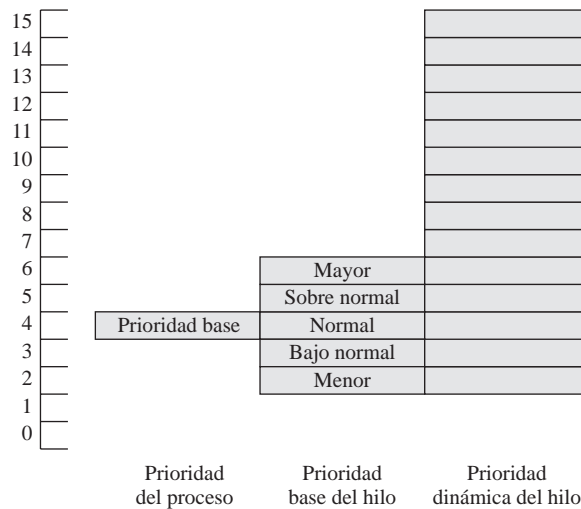 15
14
13
12
11
10
9
8
7
6
5
4
3
2
1
0
Mayor
Sobre normal
Prioridad base
Normal
Bajo normal
Menor
Prioridad
del proceso
Prioridad
base del hilo
Prioridad
dinámica del hilo